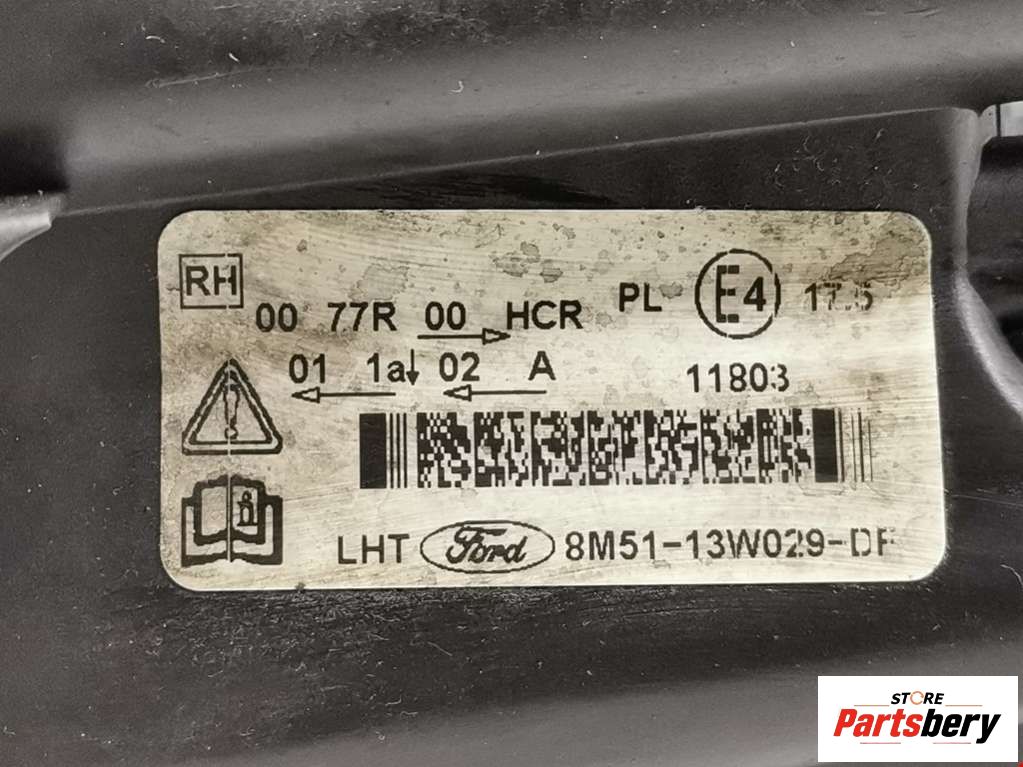 RH
00 77R 00 HCR PL E4 17.5
01 1a 02 A 11803
LHT Ford 8M51-13W029-DF
STORE
Partsbery